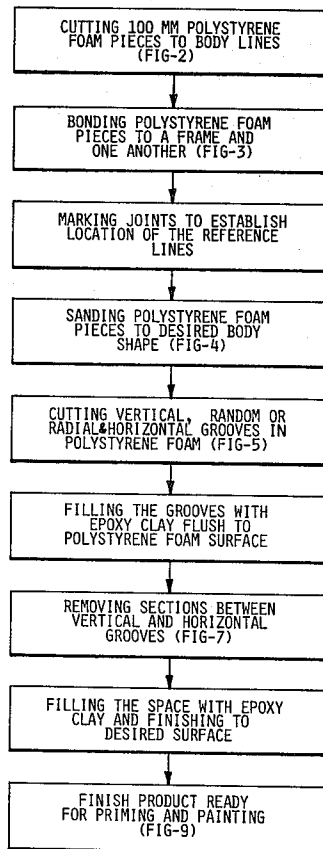 CUTTING 100 MM POLYSTYRENE
FOAM PIECES TO BODY LINES
(FIG-2)
BONDING POLYSTYRENE FOAM
PIECES TO A FRAME AND
ONE ANOTHER (FIG-3)
MARKING JOINTS TO ESTABLISH
LOCATION OF THE REFERENCE
LINES
SANDING POLYSTYRENE FOAM
PIECES TO DESIRED BODY
SHAPE (FIG-4)
CUTTING VERTICAL, RANDOM OR
RADIAL&HORIZONTAL GROOVES IN
POLYSTYRENE FOAM (FIG-5)
FILLING THE GROOVES WITH
EPOXY CLAY FLUSH TO
POLYSTYRENE FOAM SURFACE
REMOVING SECTIONS BETWEEN
VERTICAL AND HORIZONTAL
GROOVES (FIG-7)
FILLING THE SPACE WITH EPOXY
CLAY AND FINISHING TO
DESIRED SURFACE
FINISH PRODUCT READY
FOR PRIMING AND PAINTING
(FIG-9)